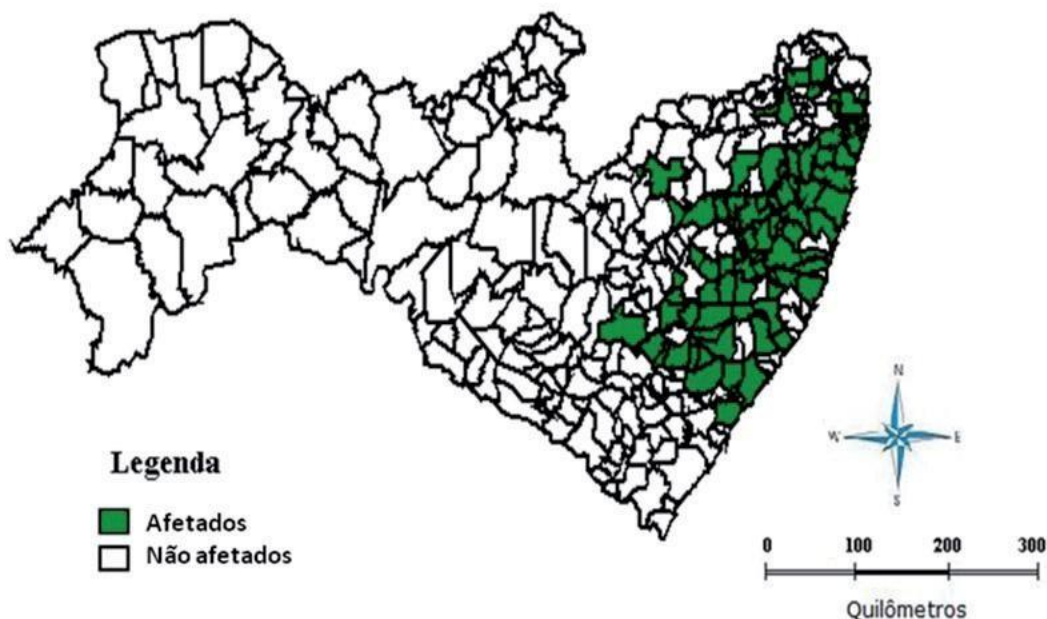 N
W E
S
Legenda
Afetados
Não afetados
0 100 200 300
Quilômetros